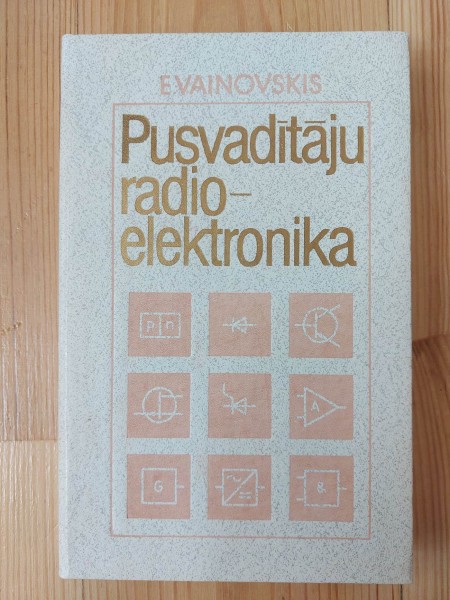 E.VAINOVSKIS
Pusvadītāju
radio-
elektronika
p n
A
G
&